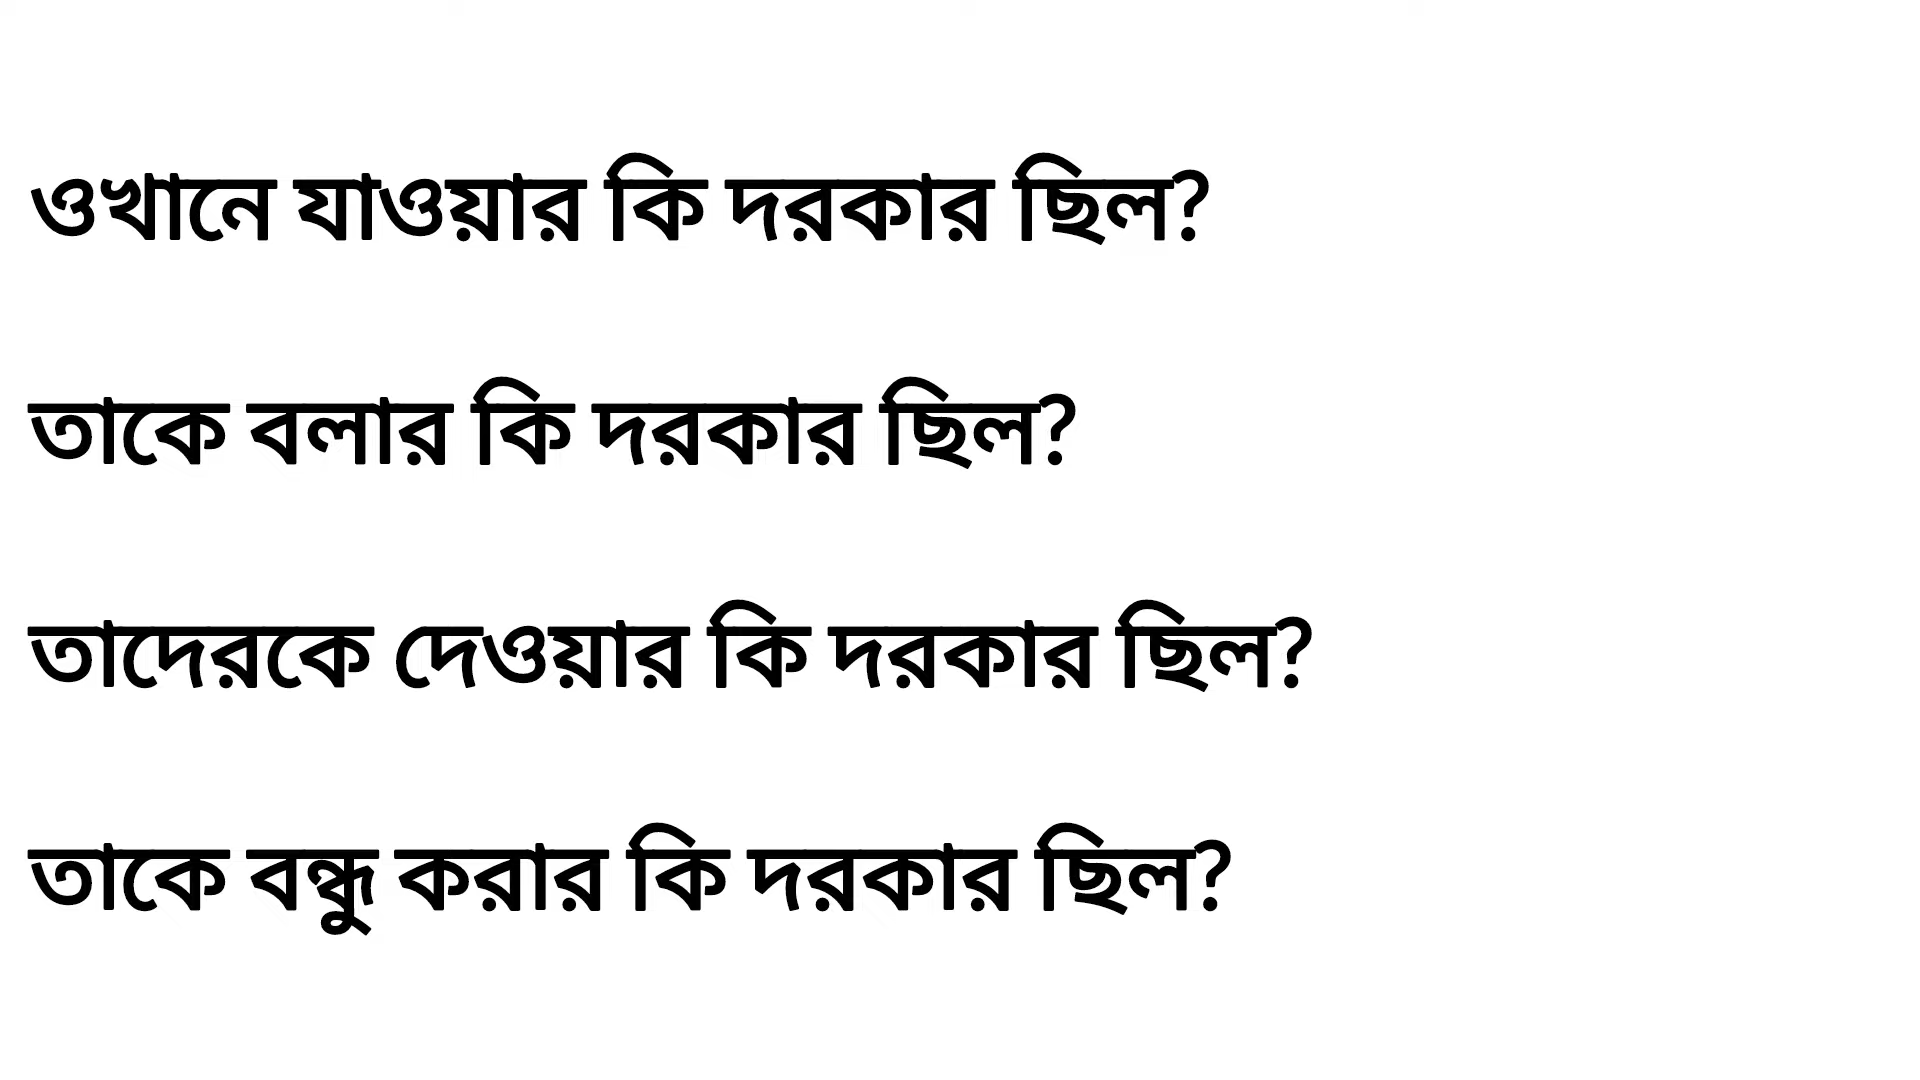 ওখানে যাওয়ার কি দরকার ছিল?
তাকে বলার কি দরকার ছিল?
তাদেরকে দেওয়ার কি দরকার ছিল?
তাকে বন্ধু করার কি দরকার ছিল?